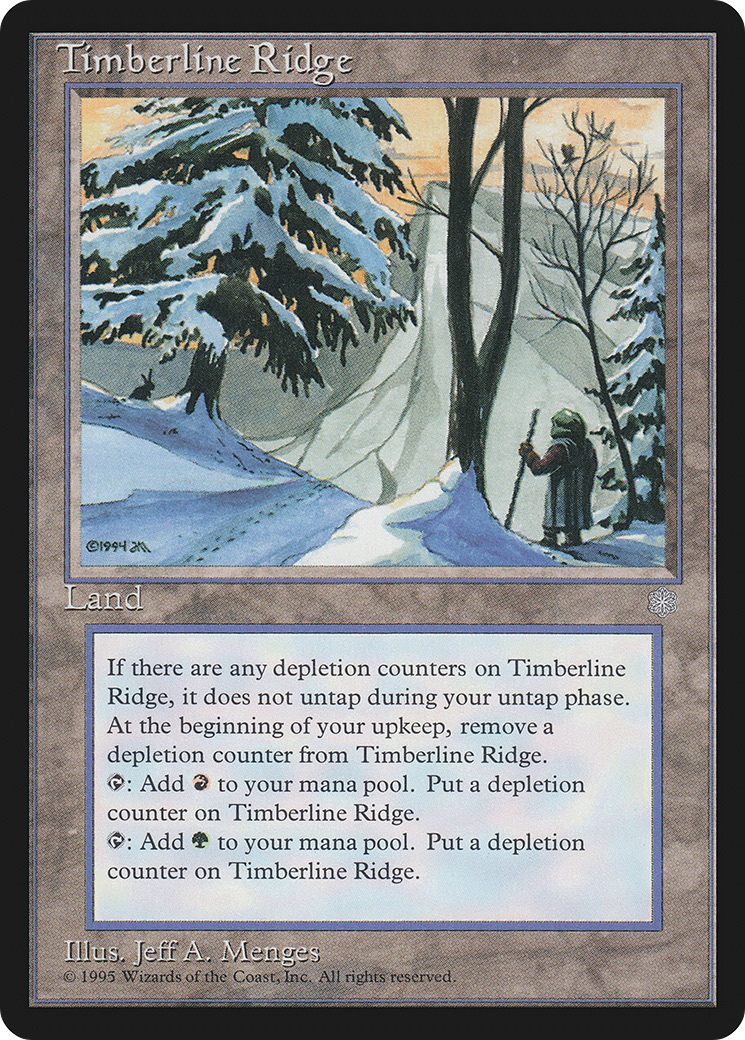 Timberline Ridge
©1994 JM
Land
If there are any depletion counters on Timberline
Ridge, it does not untap during your untap phase.
At the beginning of your upkeep, remove a
depletion counter from Timberline Ridge.
: Add to your mana pool. Put a depletion
counter on Timberline Ridge.
: Add to your mana pool. Put a depletion
counter on Timberline Ridge.
Illus. Jeff A. Menges
© 1995 Wizards of the Coast, Inc. All rights reserved.